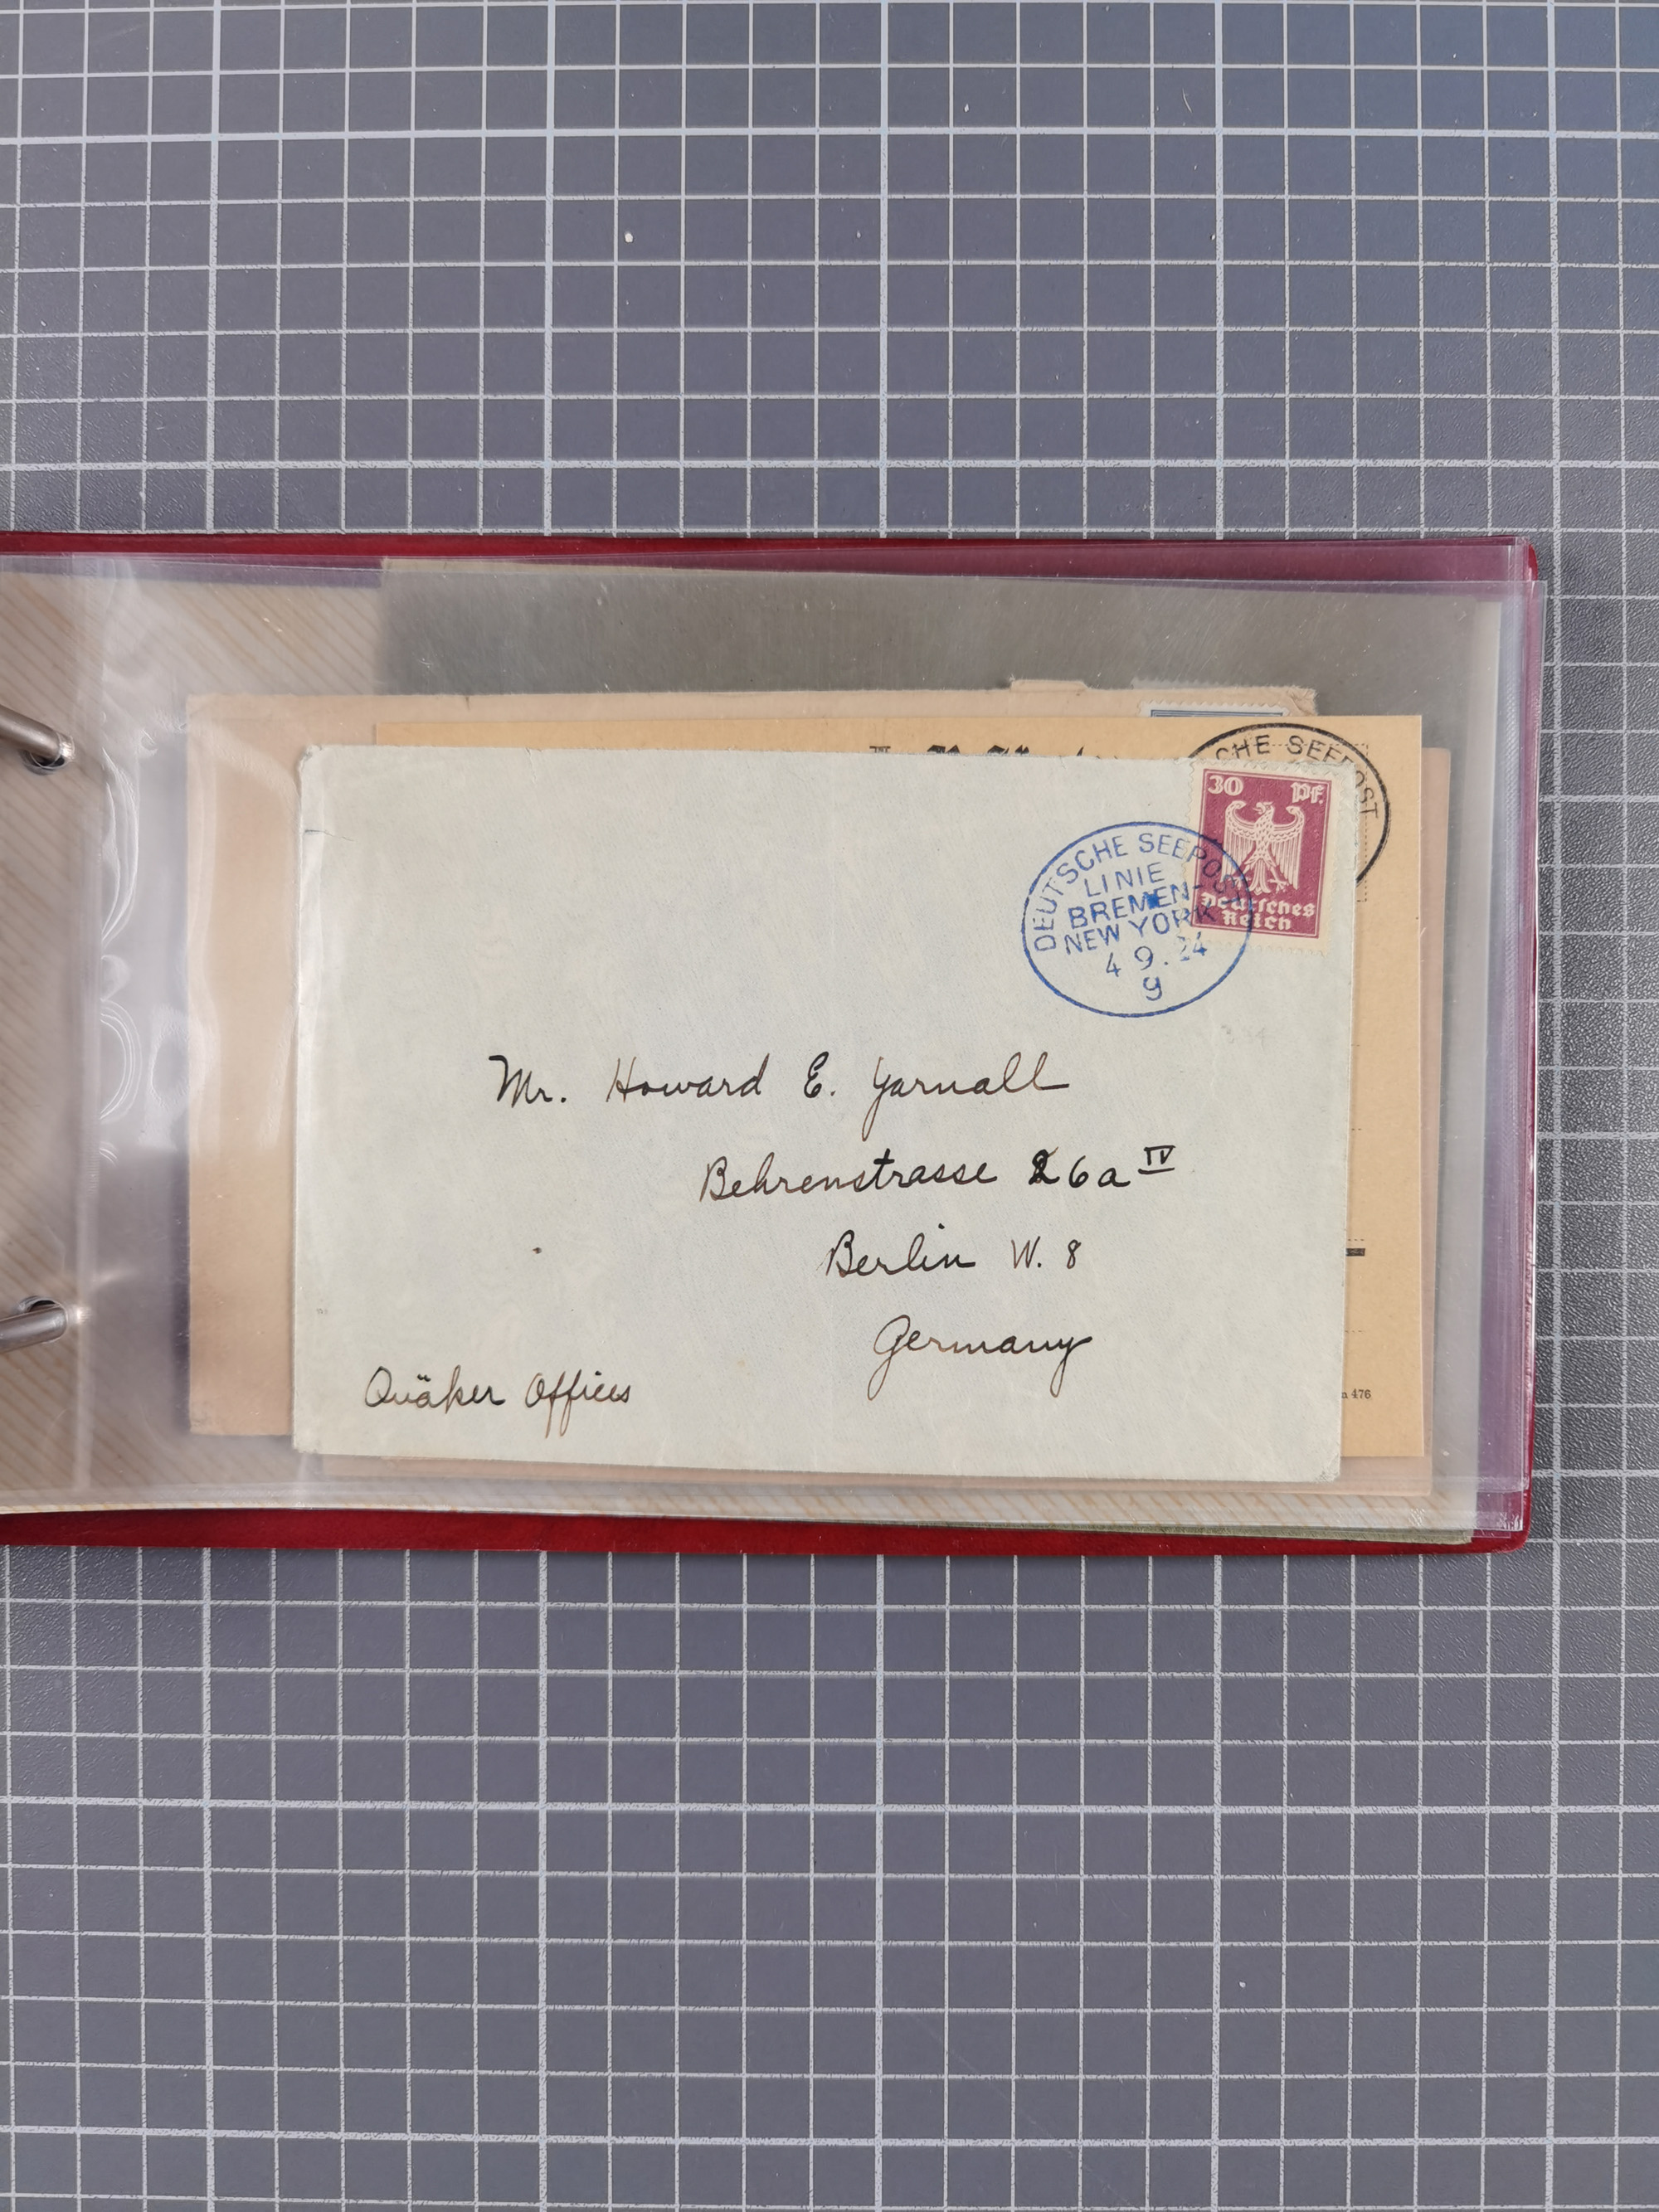 CHE SEEPOST
30 Pf.
Deutsches
Reich
DEUTSCHE SEEPOST
LINIE
BREMEN-
NEW YORK
4 9.24
g
Mr. Howard E. Yarnall
Behrenstrasse 26a IV
Berlin W. 8
Germany
Quäker Offices
476